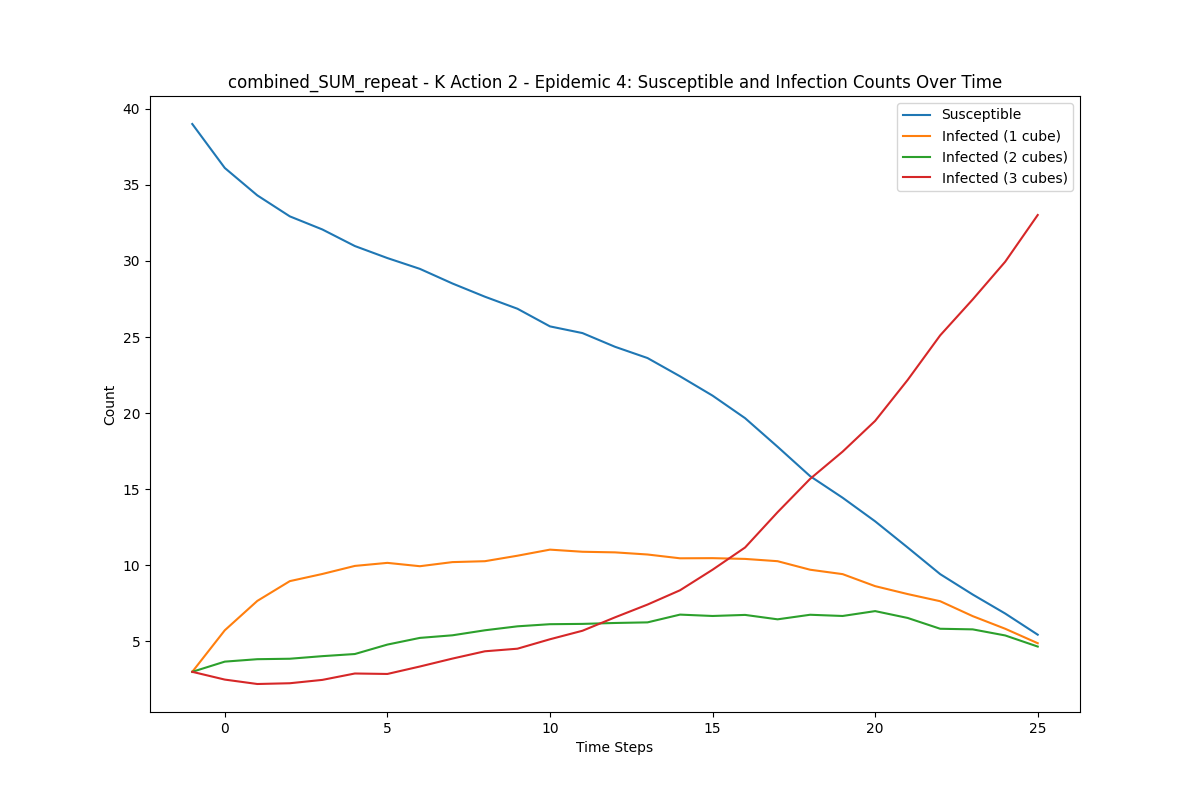 combined_SUM_repeat - K Action 2 - Epidemic 4: Susceptible and Infection Counts Over Time
40
35
30
25
20
15
10
5
Count
Susceptible
Infected (1 cube)
Infected (2 cubes)
Infected (3 cubes)
0 5 10 15 20 25
Time Steps